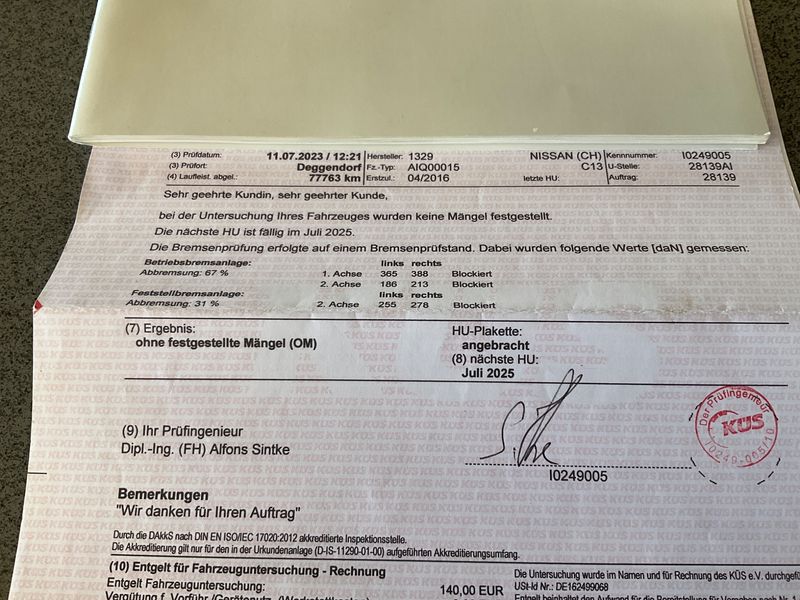 (3) Prüfdatum: 11.07.2023 / 12:21 Hersteller: 1329 NISSAN (CH) Kennnummer: I0249005
(3) Prüfort: Deggendorf Fz.-Typ: AIQ00015 C13 U-Stelle: 28139AI
(4) Laufleist. abgel.: 77763 km Erstzul.: 04/2016 letzte HU: Auftrag: 28139
Sehr geehrte Kundin, sehr geehrter Kunde,
bei der Untersuchung Ihres Fahrzeuges wurden keine Mängel festgestellt.
Die nächste HU ist fällig im Juli 2025.
Die Bremsenprüfung erfolgte auf einem Bremsenprüfstand. Dabei wurden folgende Werte [daN] gemessen:
Betriebsbremsanlage: links rechts
Abbremsung: 67 % 1. Achse 365 388 Blockiert
2. Achse 186 213 Blockiert
Feststellbremsanlage: links rechts
Abbremsung: 31 % 2. Achse 255 278 Blockiert
(7) Ergebnis: HU-Plakette:
ohne festgestellte Mängel (OM) angebracht
(8) nächste HU:
Juli 2025
(9) Ihr Prüfingenieur
Dipl.-Ing. (FH) Alfons Sintke
I0249005
Der Prüfingenieur
KÜS
I0249-005/10
Bemerkungen
"Wir danken für Ihren Auftrag"
Durch die DAkkS nach DIN EN ISO/IEC 17020:2012 akkreditierte Inspektionsstelle.
Die Akkreditierung gilt nur für den in der Urkundenanlage (D-IS-11290-01-00) aufgeführten Akkreditierungsumfang.
(10) Entgelt für Fahrzeuguntersuchung - Rechnung Die Untersuchung wurde im Namen und für Rechnung des KÜS e.V.
Entgelt Fahrzeuguntersuchung: 140,00 EUR USt-Id Nr.: DE162499068